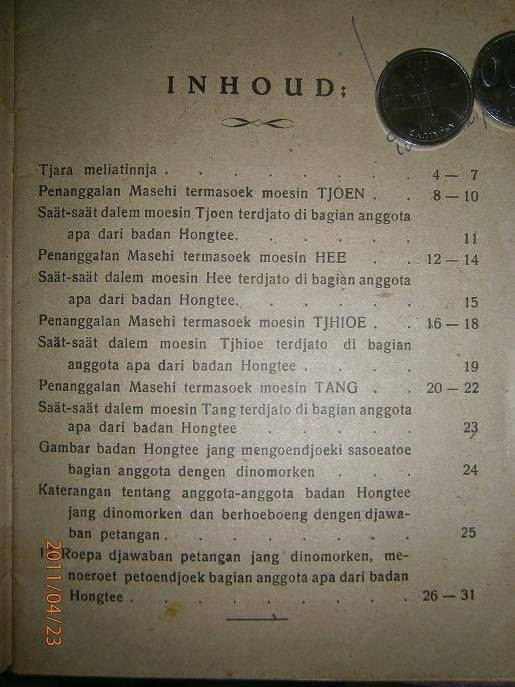 INHOUD:
Tjara meliatinnja . . . . . . . 4 — 7
Penanggalan Masehi termasoek moesin TJOEN . . 8 — 10
Saät-saät dalem moesin Tjoen terdjato di bagian anggota
apa dari badan Hongtee. . . . . . 11
Penanggalan Masehi termasoek moesin HEE . . 12 — 14
Saät-saät dalem moesin Hee terdjato di bagian anggota
apa dari badan Hongtee. . . . . . 15
Penanggalan Masehi termasoek moesin TJHIOE . . 16 — 18
Saät-saät dalem moesin Tjhioe terdjato di bagian
anggota apa dari badan Hongtee . . . . 19
Penanggalan Masehi termasoek moesin TANG . . 20 — 22
Saät-saät dalem moesin Tang terdjato di bagian anggota
apa dari badan Hongtee . . . . . 23
Gambar badan Hongtee jang mengoendjoeki sasoeatoe
bagian anggota dengen dinomorken . . . 24
Katerangan tentang anggota-anggota badan Hongtee
jang dinomorken dan berhoeboeng dengen djawa-
ban petangan . . . . . . . 25
Roepa djawaban petangan jang dinomorken, me-
noeroet petoendjoek bagian anggota apa dari badan
Hongtee . . . . . . . . 26 — 31
2011/04/23